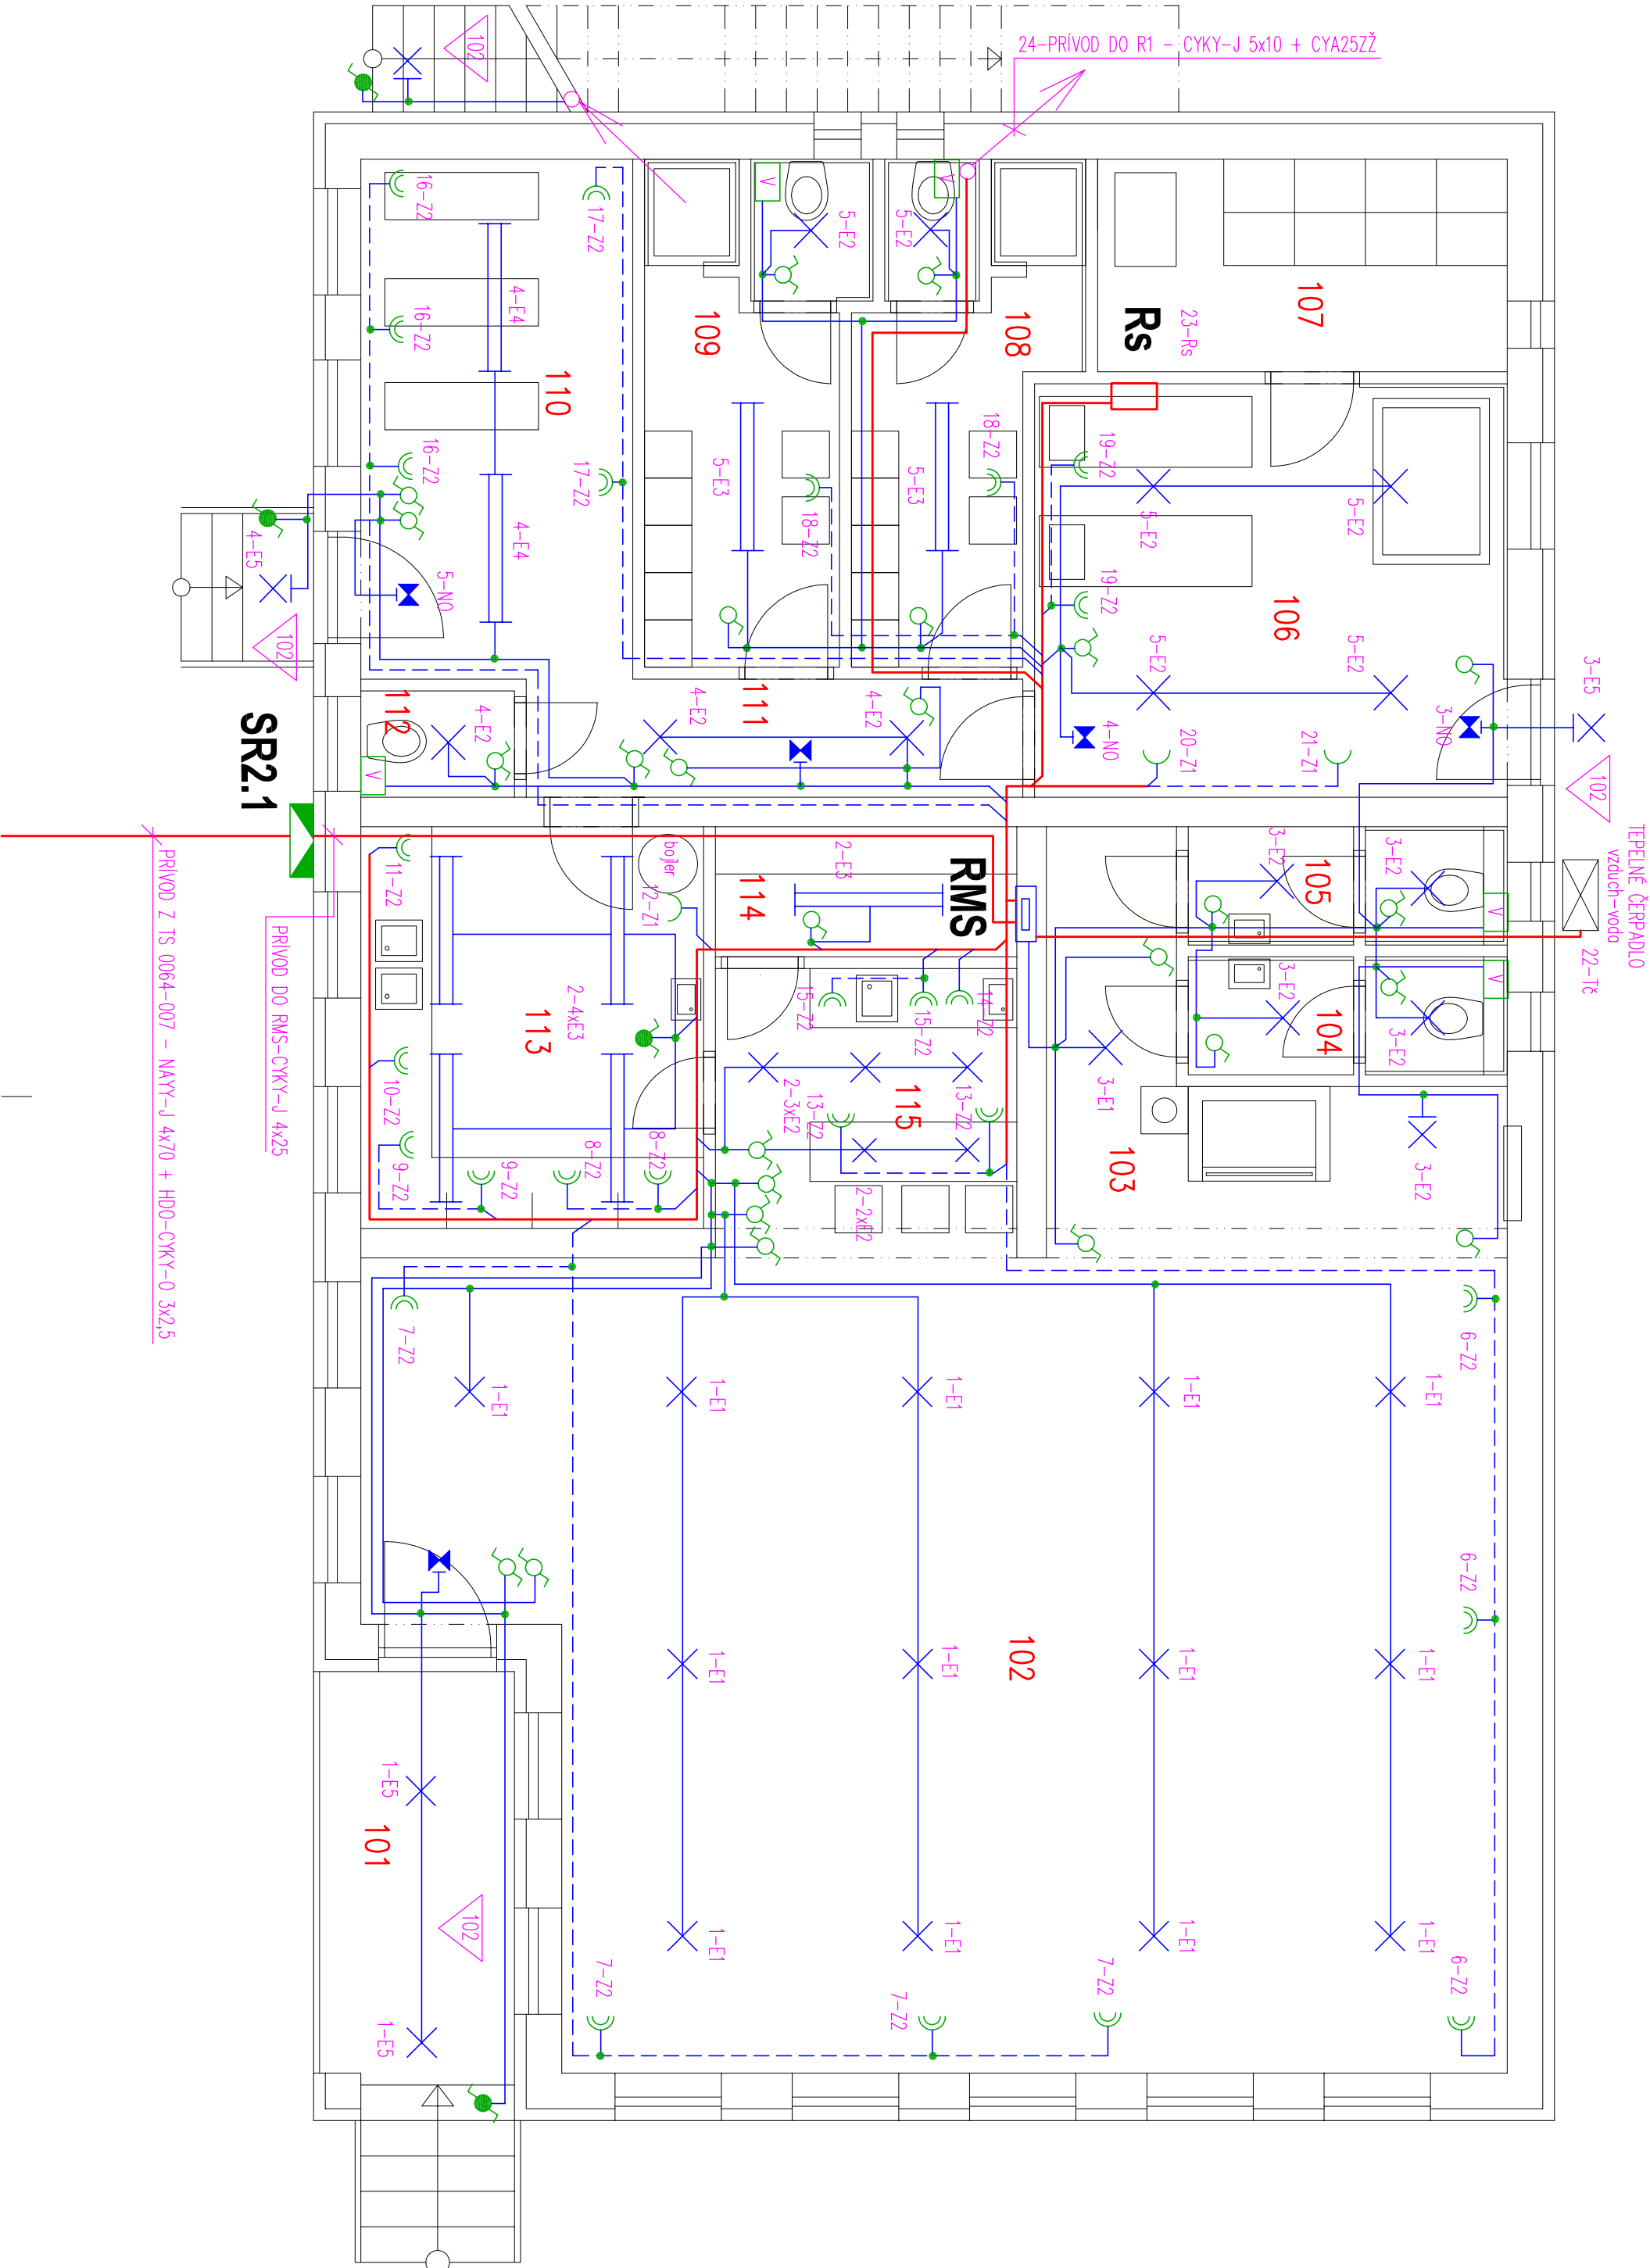 24-PRÍVOD DO R1 - CYKY-J 5x10 + CYA25ZŽ
102
16-Z2
17-Z2
V
V
5-E2
5-E2
4-E4
16-Z2
109
108
Rs
23-Rs
107
110
16-Z2
17-Z2
5-E3
5-E3
18-Z2
18-Z2
19-Z2
5-E2
5-E2
4-E4
4-E5
5-NO
19-Z2
106
102
5-E2
5-E2
3-E5
112
4-E2
4-E2
111
4-E2
4-NO
20-Z1
21-Z1
3-NO
102
V
SR2.1
TEPELNÉ ČERPADLO
vzduch-voda
22-Tč
bojler
11-Z2
12-Z1
2-E3
114
RMS
3-E2
105
3-E2
V
PRÍVOD Z TS 0064-007 - NAYY-J 4x70 + HDO-CYKY-O 3x2,5
PRÍVOD DO RMS-CYKY-J 4x25
2-4xE3
113
15-Z2
15-Z2
14-Z2
3-E2
104
3-E2
V
10-Z2
2-3xE2
13-Z2
115
13-Z2
3-E1
103
3-E2
9-Z2
9-Z2
8-Z2
8-Z2
2-2xE2
7-Z2
6-Z2
1-E1
1-E1
1-E1
1-E1
1-E1
6-Z2
102
1-E1
1-E1
1-E1
1-E1
1-E5
101
102
1-E1
1-E1
1-E1
1-E1
1-E5
7-Z2
7-Z2
7-Z2
6-Z2